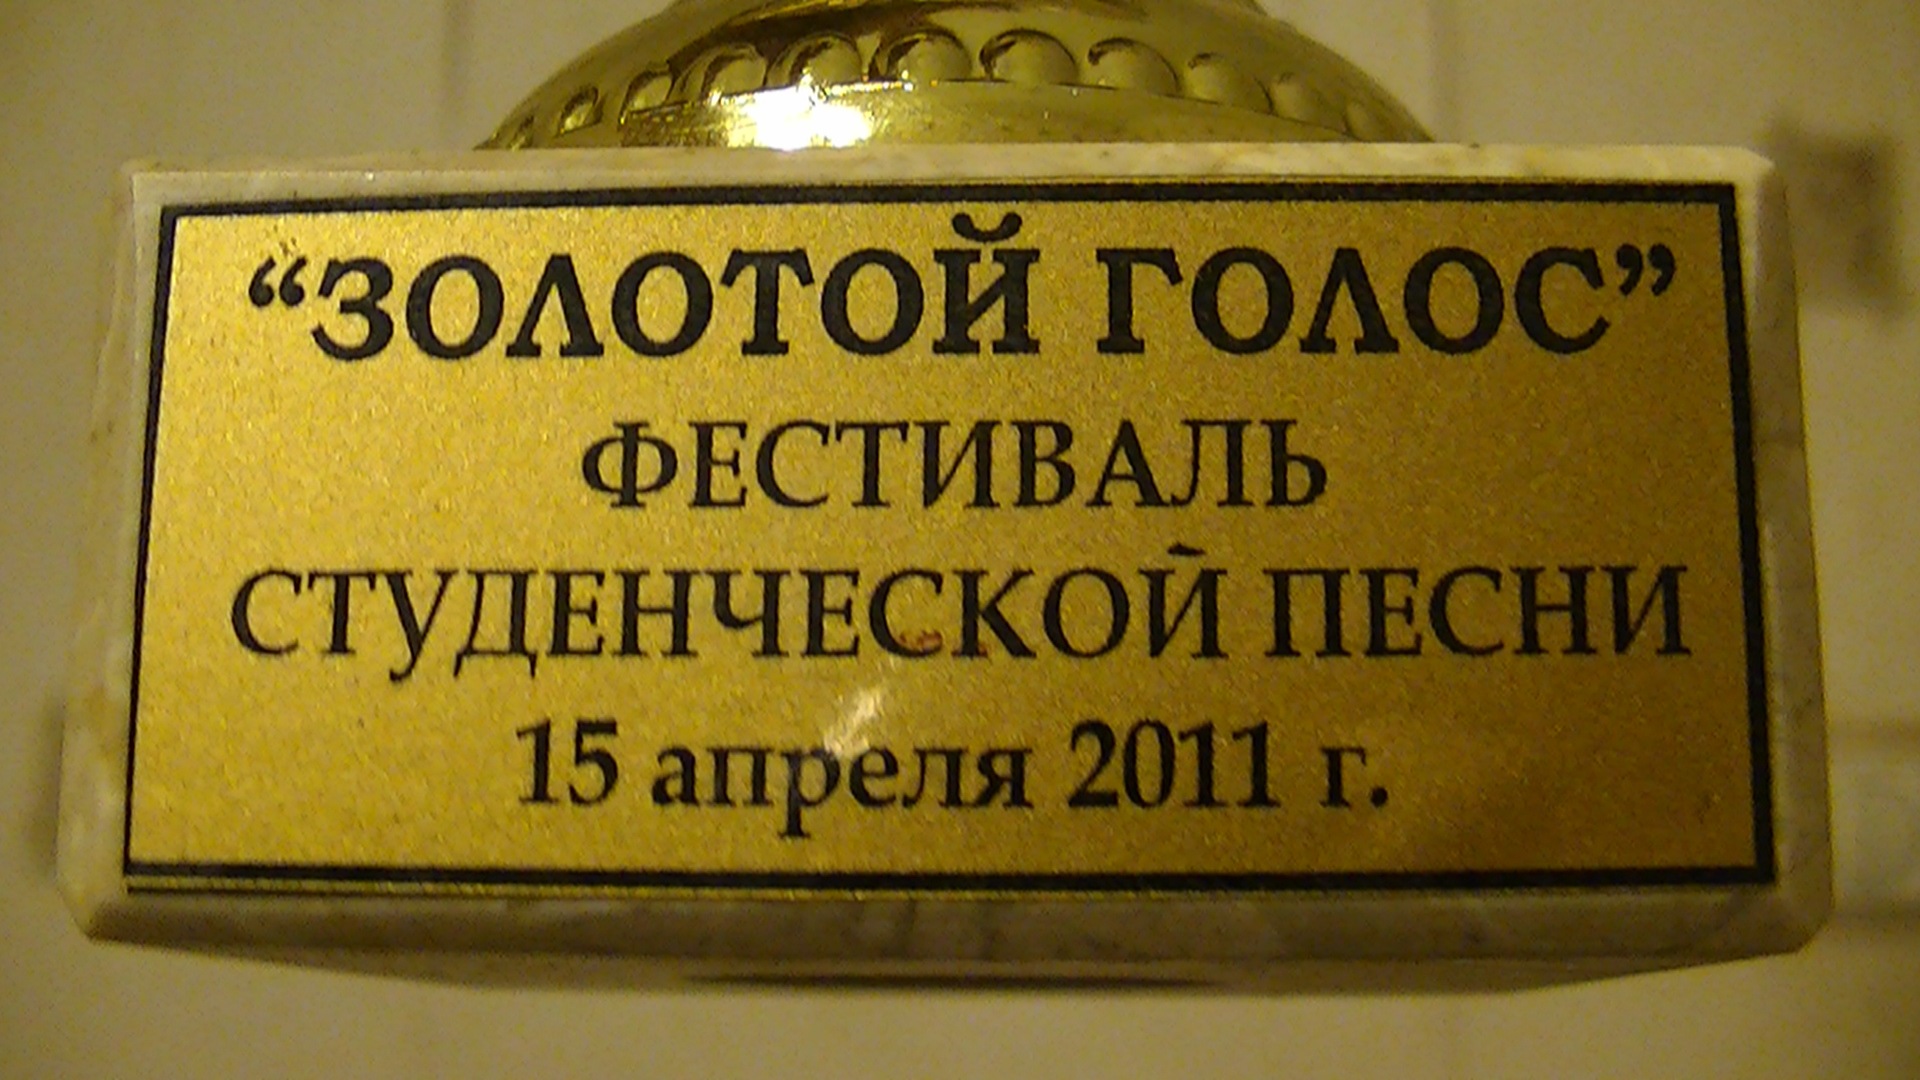 “ЗОЛОТОЙ ГОЛОС”
ФЕСТИВАЛЬ
СТУДЕНЧЕСКОЙ ПЕСНИ
15 апреля 2011 г.